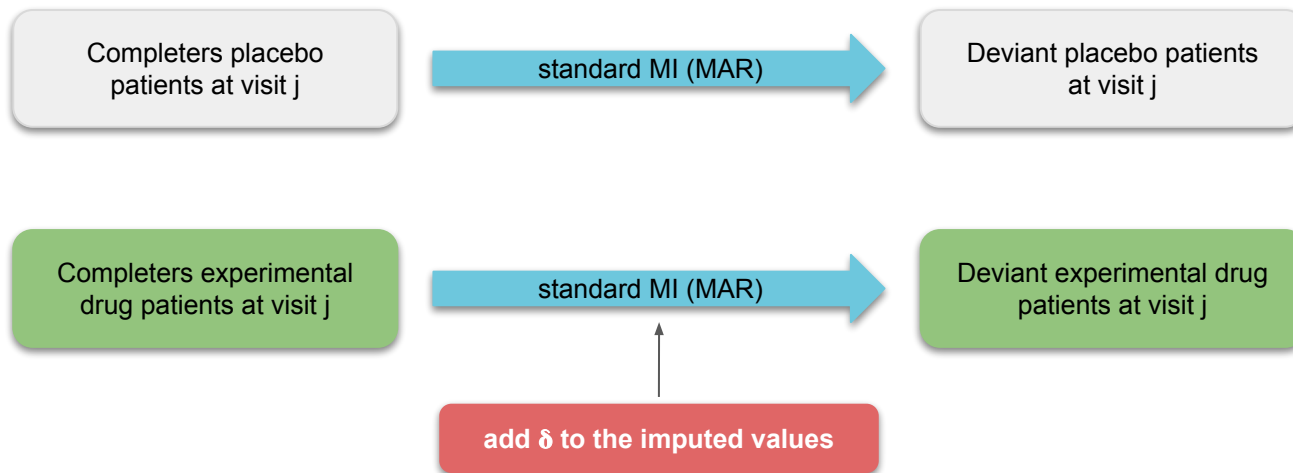 Completers placebo
patients at visit j
standard MI (MAR)
Deviant placebo patients
at visit j
Completers experimental
drug patients at visit j
standard MI (MAR)
Deviant experimental drug
patients at visit j
add δ to the imputed values